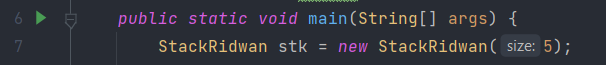 6 public static void main(String[] args) {
7 StackRidwan stk = new StackRidwan( size: 5);